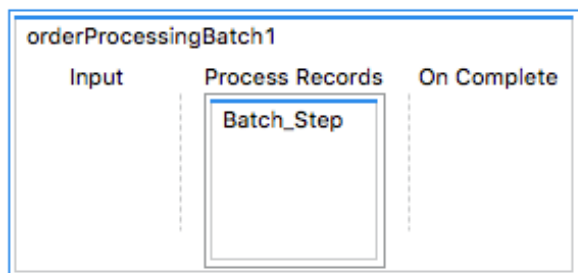 orderProcessingBatch1
Input Process Records On Complete
Batch_Step